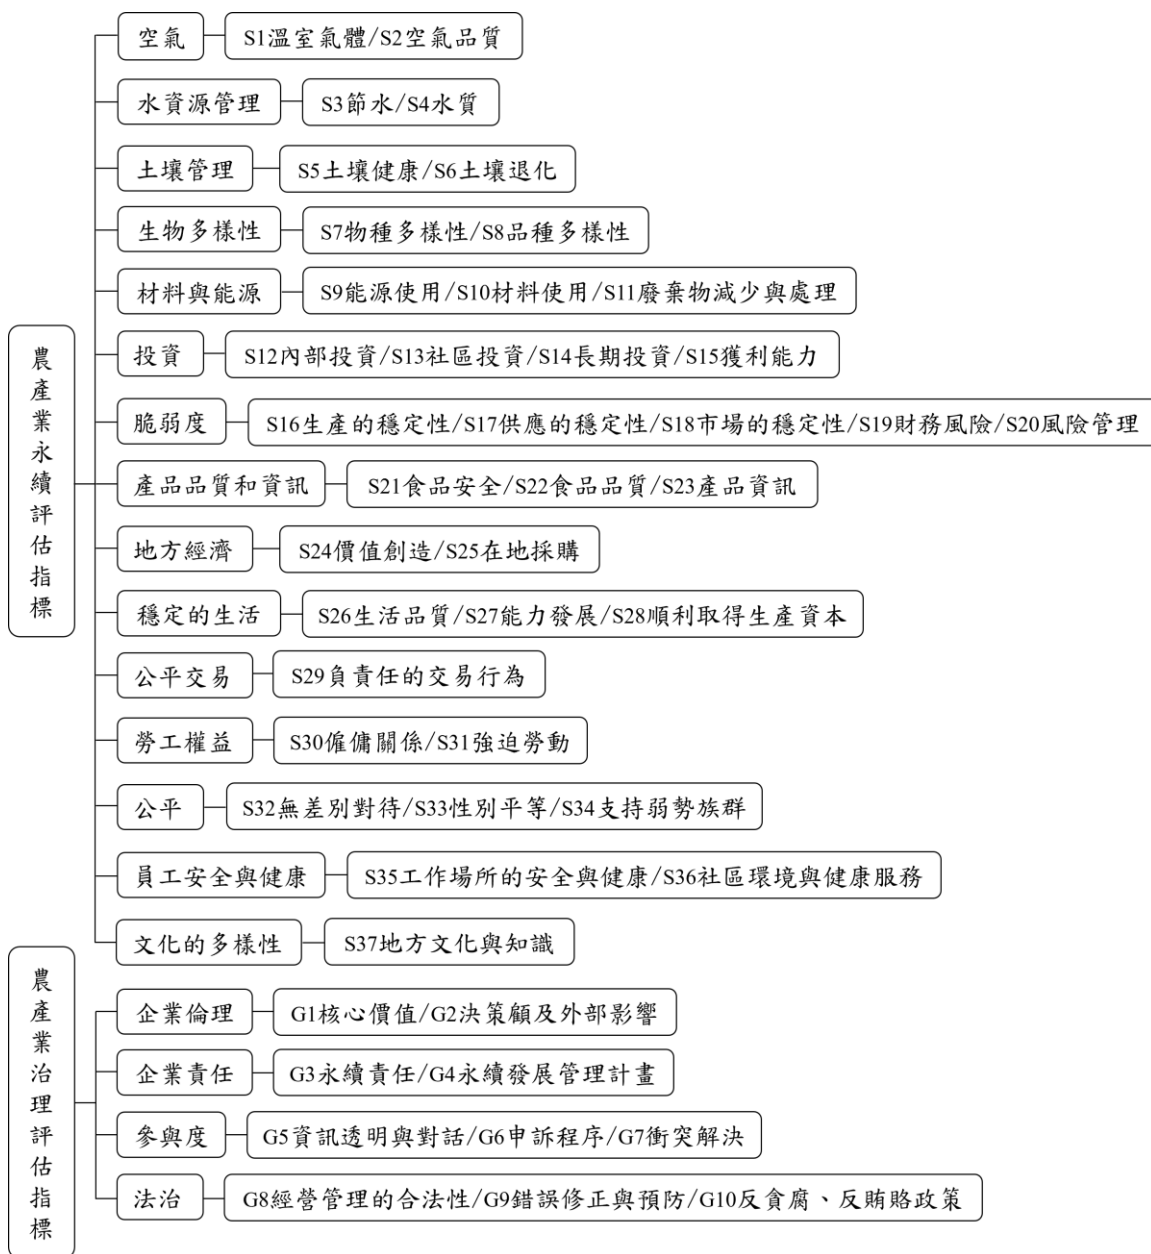 農產業永續評估指標
空氣
S1溫室氣體/S2空氣品質
水資源管理
S3節水/S4水質
土壤管理
S5土壤健康/S6土壤退化
生物多樣性
S7物種多樣性/S8品種多樣性
材料與能源
S9能源使用/S10材料使用/S11廢棄物減少與處理
投資
S12內部投資/S13社區投資/S14長期投資/S15獲利能力
脆弱度
S16生產的穩定性/S17供應的穩定性/S18市場的穩定性/S19財務風險/S20風險管理
產品品質和資訊
S21食品安全/S22食品品質/S23產品資訊
地方經濟
S24價值創造/S25在地採購
穩定的生活
S26生活品質/S27能力發展/S28順利取得生產資本
公平交易
S29負責任的交易行為
勞工權益
S30僱傭關係/S31強迫勞動
公平
S32無差別對待/S33性別平等/S34支持弱勢族群
員工安全與健康
S35工作場所的安全與健康/S36社區環境與健康服務
文化的多樣性
S37地方文化與知識
農產業治理評估指標
企業倫理
G1核心價值/G2決策顧及外部影響
企業責任
G3永續責任/G4永續發展管理計畫
參與度
G5資訊透明與對話/G6申訴程序/G7衝突解決
法治
G8經營管理的合法性/G9錯誤修正與預防/G10反貪腐、反賄賂政策